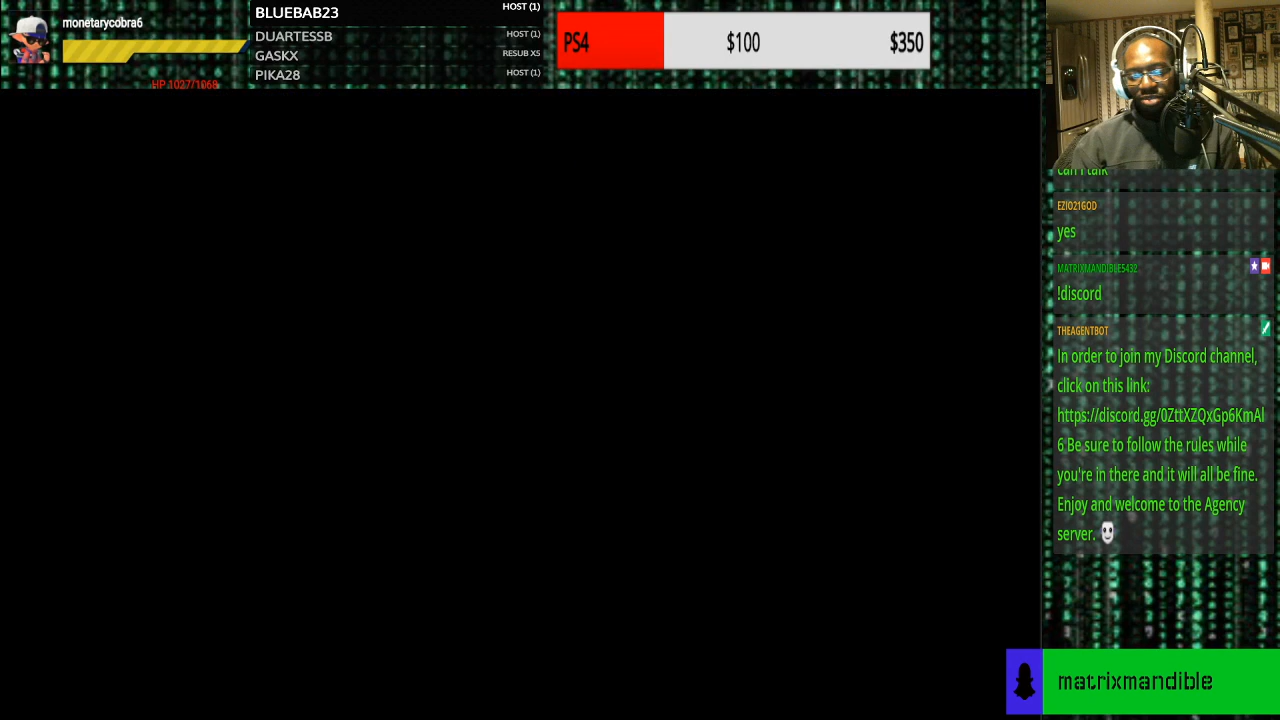 monetarycobra6
HP 1027/1068
BLUEBAB23 HOST (1)
DUARTESSB HOST (1)
GASKX RESUB X5
PIKA28 HOST (1)
PS4 $100 $350
can I talk
EZIO21GOD
yes
MATRIXMANDIBLE5432
!discord
THEAGENTBOT
In order to join my Discord channel,
click on this link:
https://discord.gg/0ZttXZQxGp6KmAl
6 Be sure to follow the rules while
you're in there and it will all be fine.
Enjoy and welcome to the Agency
server.
matrixmandible